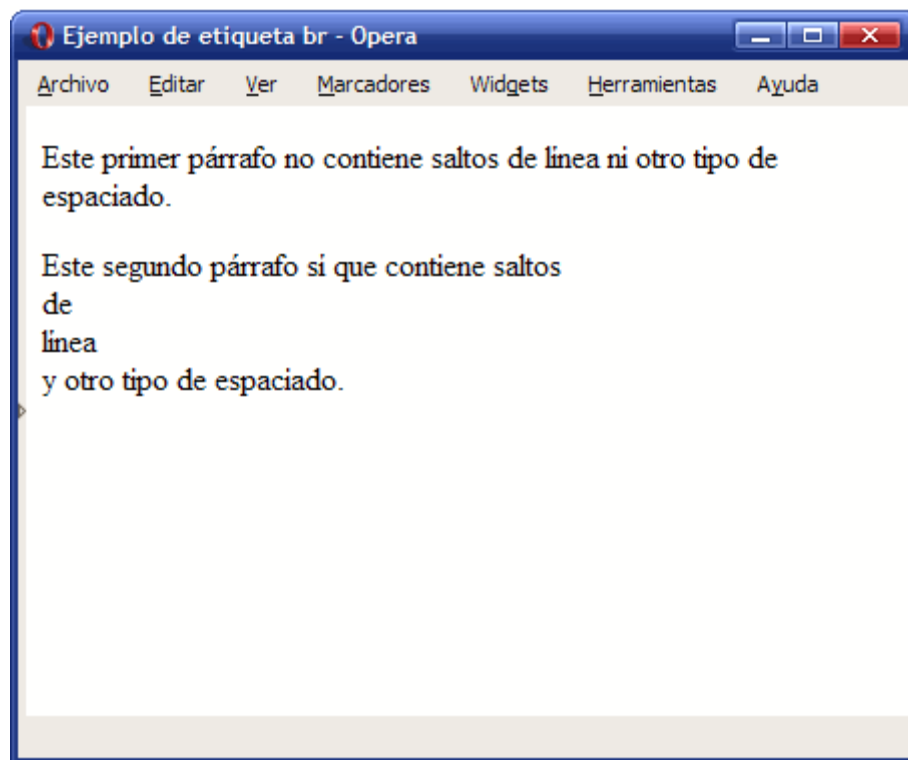 Ejemplo de etiqueta br - Opera
Archivo Editar Ver Marcadores Widgets Herramientas Ayuda
Este primer párrafo no contiene saltos de línea ni otro tipo de
espaciado.
Este segundo párrafo sí que contiene saltos
de
línea
y otro tipo de espaciado.